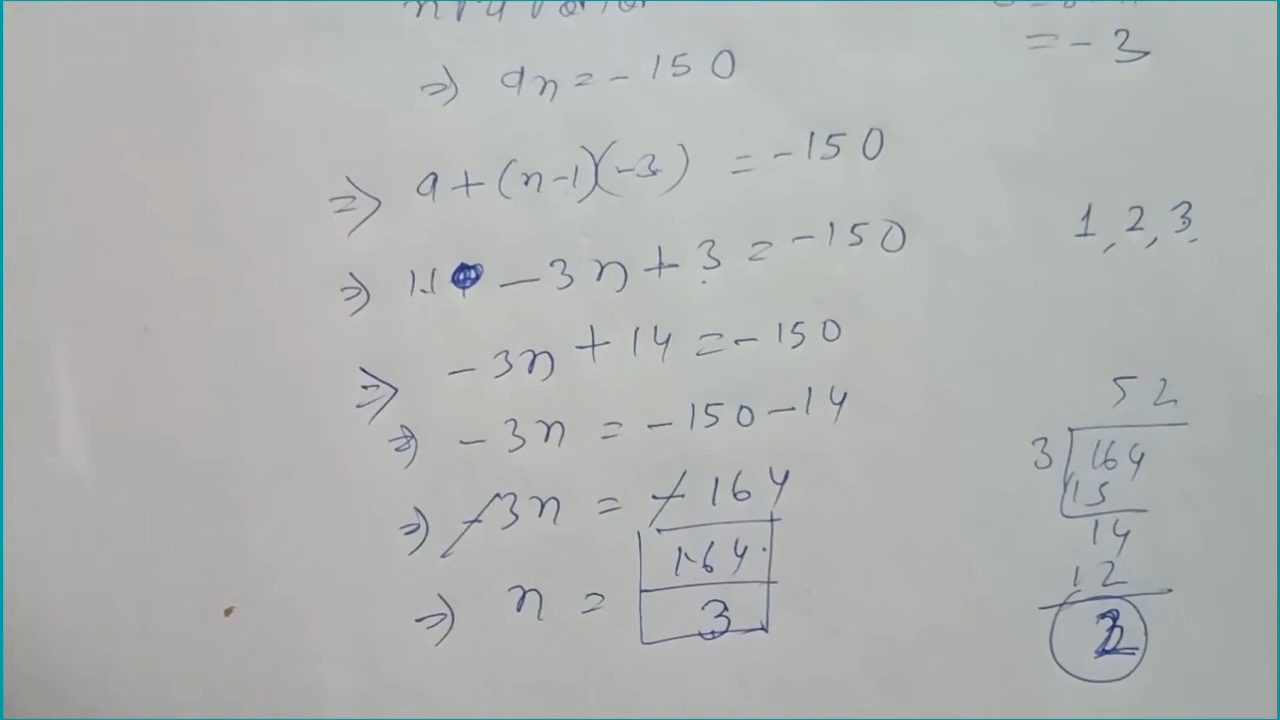 = - 3
⇒ an = - 150
⇒ a + (n-1)(-3) = -150
1, 2, 3.
⇒ 11 - 3n + 3 = -150
⇒ - 3n + 14 = - 150
⇒ - 3n = - 150 - 14
⇒ -3n = - 164
⇒ n = 164/3
52
3 164
15
14
12
2